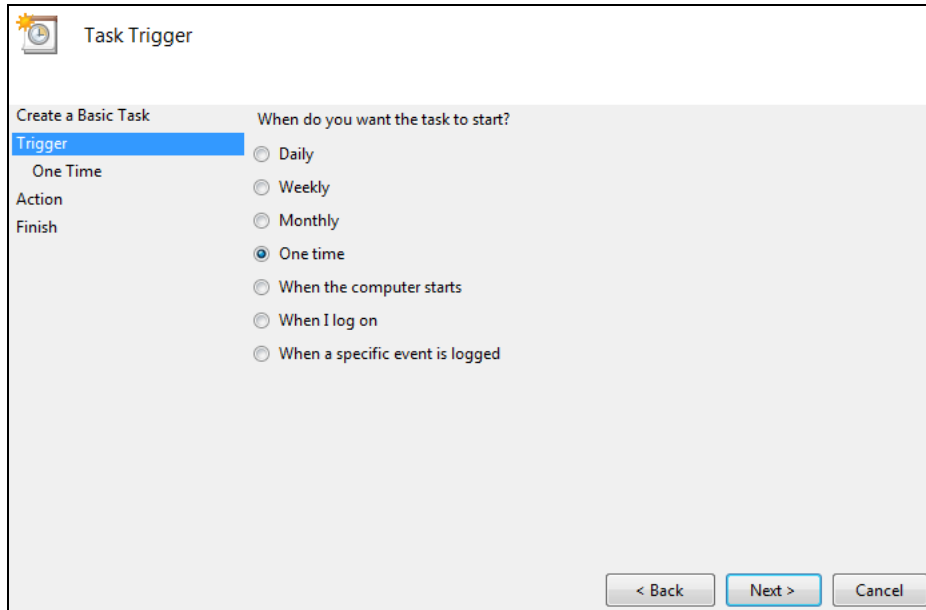 Task Trigger
Create a Basic Task
Trigger
One Time
Action
Finish
When do you want the task to start?
Daily
Weekly
Monthly
One time
When the computer starts
When I log on
When a specific event is logged
< Back
Next >
Cancel